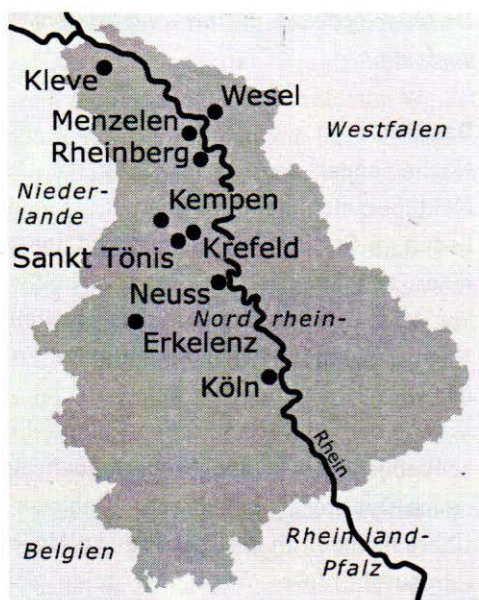 Kleve
Wesel
Menzelen
Westfalen
Rheinberg
Nieder-
lande
Kempen
Krefeld
Sankt Tönis
Neuss
Nordrhein-
Erkelenz
Köln
Rhein
Rheinland-
Pfalz
Belgien